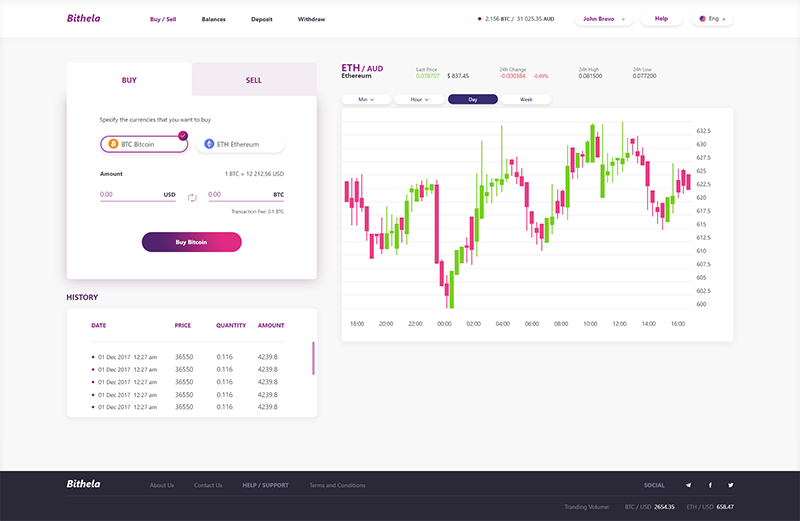 Bithela
Buy / Sell Balances Deposit Withdraw
2.156 BTC / 31 025.35 AUD
John Bravo
Help
Eng
BUY
SELL
Specify the currencies that you want to buy
BTC Bitcoin
ETH Ethereum
Amount
1 BTC = 12 212,56 USD
0.00 USD
0.00 BTC
Transaction Fee: 0.1 BTC
Buy Bitcoin
HISTORY
DATE PRICE QUANTITY AMOUNT
01 Dec 2017 12:27 am 36550 0.116 4239.8
01 Dec 2017 12:27 am 36550 0.116 4239.8
01 Dec 2017 12:27 am 36550 0.116 4239.8
01 Dec 2017 12:27 am 36550 0.116 4239.8
01 Dec 2017 12:27 am 36550 0.116 4239.8
ETH / AUD
Ethereum
Last Price
0.078707 $ 837.45
24h Change
-0.000384 -0.49%
24h High
0.081500
24h Low
0.077200
Min Hour Day Week
632.5
630
627.5
625
622.5
620
617.5
615
612.5
610
607.5
605
602.5
600
18:00 20:00 22:00 00:00 02:00 04:00 06:00 08:00 10:00 12:00 14:00 16:00
Bithela
About Us Contact Us HELP / SUPPORT Terms and Conditions
SOCIAL
Tranding Volume: BTC / USD 2654.35 ETH / USD 658.47